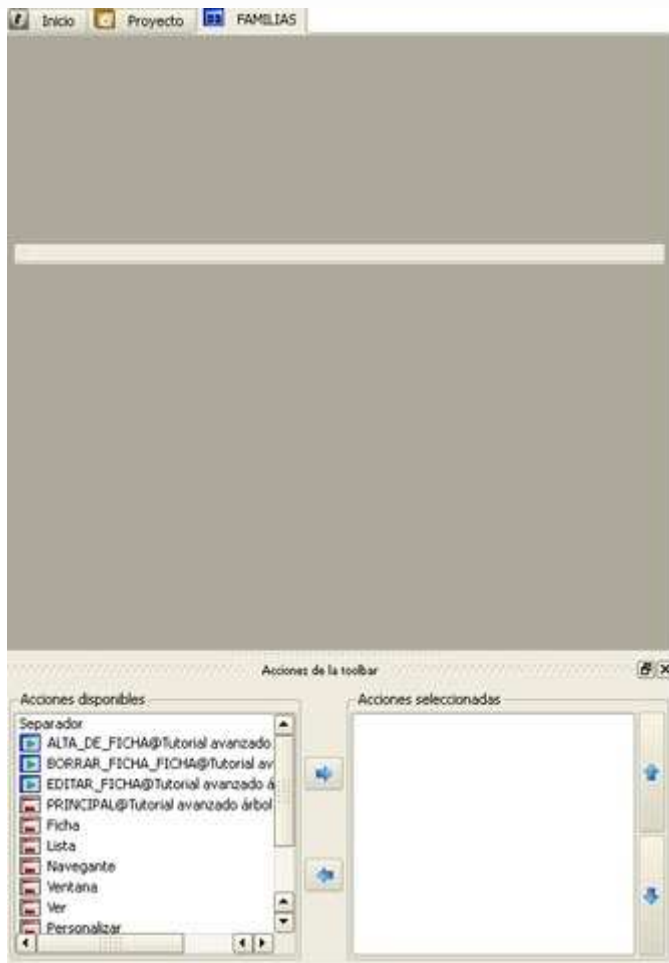 Inicio Proyecto FAMILIAS
Acciones de la toolbar
Acciones disponibles
Acciones seleccionadas
Separador
ALTA_DE_FICHA@Tutorial avanzado
BORRAR_FICHA_FICHA@Tutorial av
EDITAR_FICHA@Tutorial avanzado á
PRINCIPAL@Tutorial avanzado árbol
Ficha
Lista
Navegante
Ventana
Ver
Personalizar